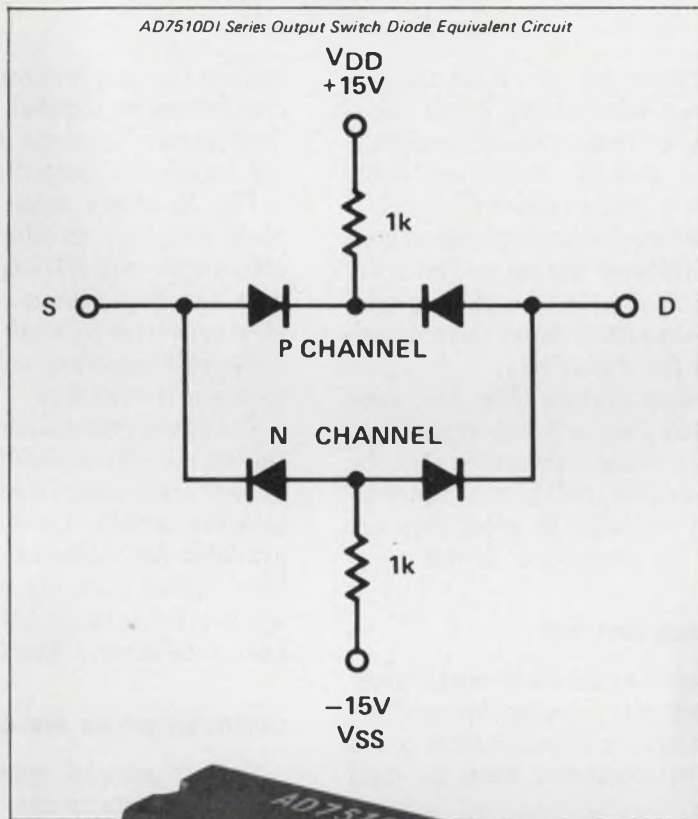 AD7510DI Series Output Switch Diode Equivalent Circuit
VDD
+15V
1k
S
D
P CHANNEL
N CHANNEL
1k
−15V
VSS